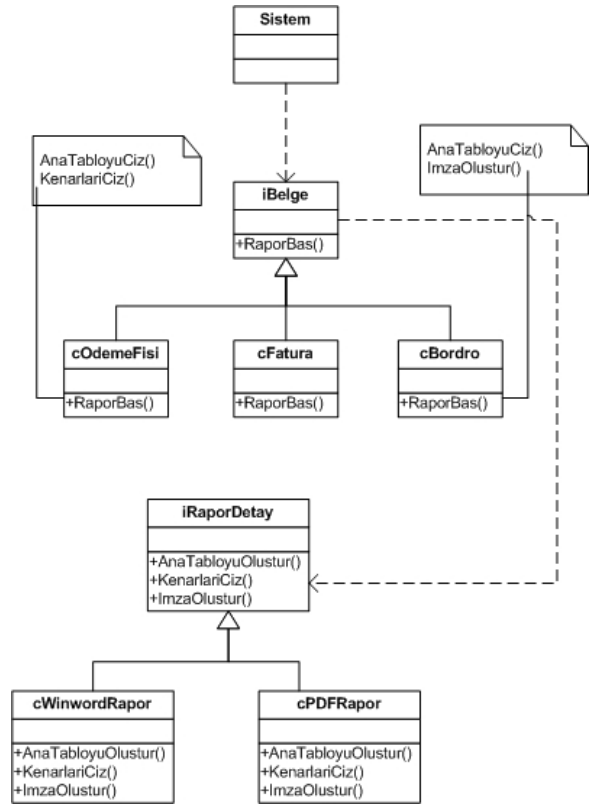 Sistem
AnaTabloyuCiz()
KenarlariCiz()
AnaTabloyuCiz()
ImzaOlustur()
iBelge
+RaporBas()
cOdemeFisi
+RaporBas()
cFatura
+RaporBas()
cBordro
+RaporBas()
iRaporDetay
+AnaTabloyuOlustur()
+KenarlariCiz()
+ImzaOlustur()
cWinwordRapor
+AnaTabloyuOlustur()
+KenarlariCiz()
+ImzaOlustur()
cPDFRapor
+AnaTabloyuOlustur()
+KenarlariCiz()
+ImzaOlustur()